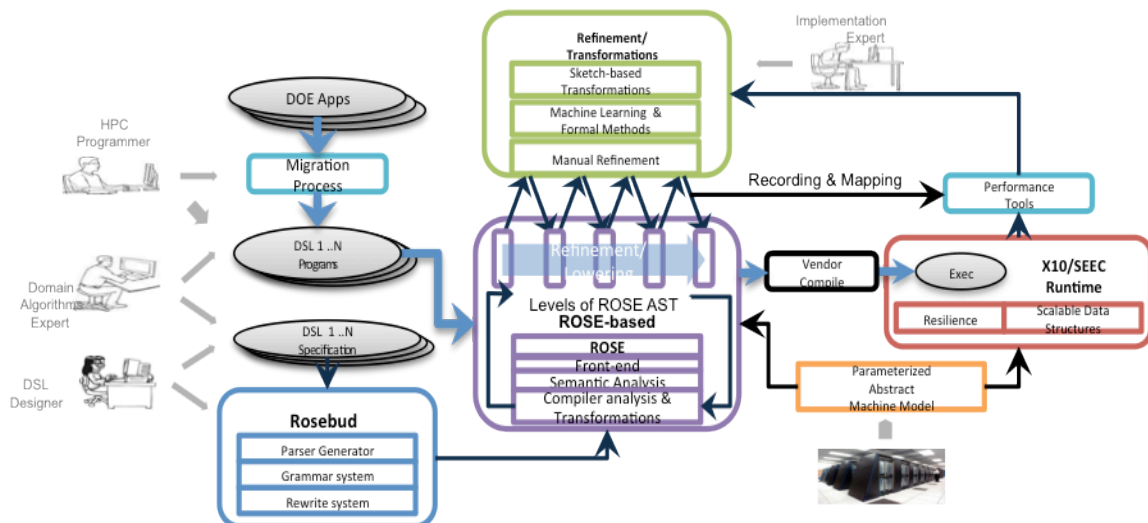 Refinement/
Transformations
Sketch-based
Transformations
Machine Learning &
Formal Methods
Manual Refinement
Implementation
Expert
DOE Apps
HPC
Programmer
Migration
Process
Recording & Mapping
Performance
Tools
DSL 1 ..N
Programs
Domain
Algorithms
Expert
Refinement/
Lowering
Levels of ROSE AST
ROSE-based
ROSE
Front-end
Semantic Analysis
Compiler analysis &
Transformations
Vendor
Compile
Exec
X10/SEEC
Runtime
Resilience
Scalable Data
Structures
DSL 1 ..N
Specification
DSL
Designer
Parameterized
Abstract
Machine Model
Rosebud
Parser Generator
Grammar system
Rewrite system